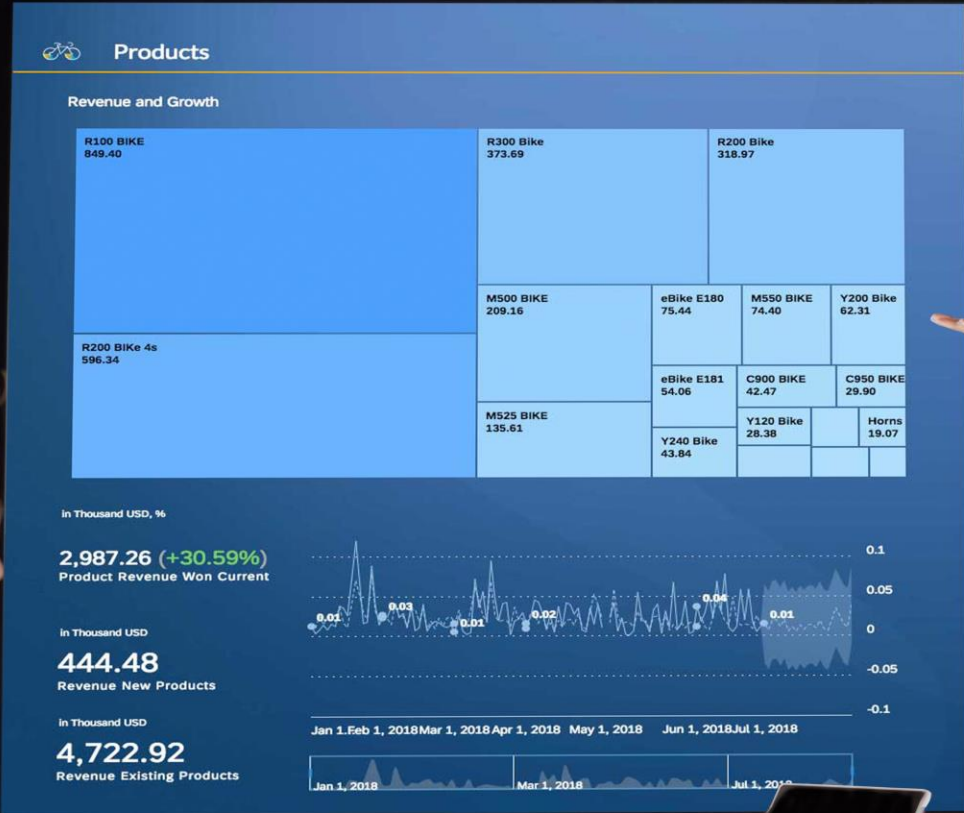 Products
Revenue and Growth
R100 BIKE
849.40
R300 Bike
373.69
R200 Bike
318.97
R200 BIKe 4s
596.34
M500 BIKE
209.16
eBike E180
75.44
M550 BIKE
74.40
Y200 Bike
62.31
M525 BIKE
135.61
eBike E181
54.06
C900 BIKE
42.47
C950 BIKE
29.90
Y240 Bike
43.84
Y120 Bike
28.38
Horns
19.07
in Thousand USD, %
2,987.26 (+30.59%)
Product Revenue Won Current
in Thousand USD
444.48
Revenue New Products
in Thousand USD
4,722.92
Revenue Existing Products
0.1
0.05
0
-0.05
-0.1
0.01
0.03
0.01
0.02
0.04
0.01
Jan 1. Feb 1, 2018 Mar 1, 2018 Apr 1, 2018 May 1, 2018 Jun 1, 2018 Jul 1, 2018
Jan 1, 2018 Mar 1, 2018 Jul 1,